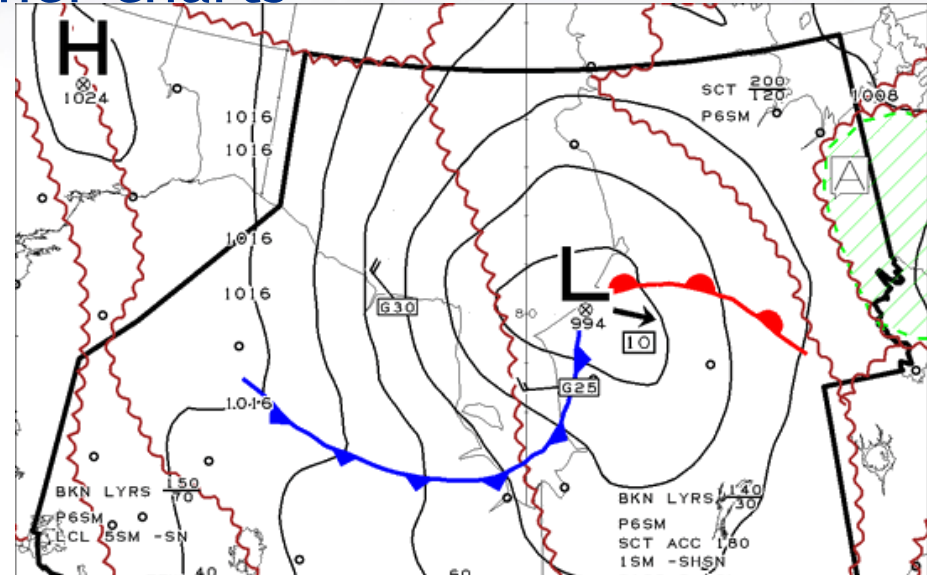 H
1024
1016
1016
1016
1016
1016
SCT 200
120
P6SM
1008
A
G30
L
80
994
10
G25
BKN LYRS 150
70
P6SM
LCL 5SM -SN
40
60
BKN LYRS 140
30
P6SM
SCT ACC 180
1SM -SHSN